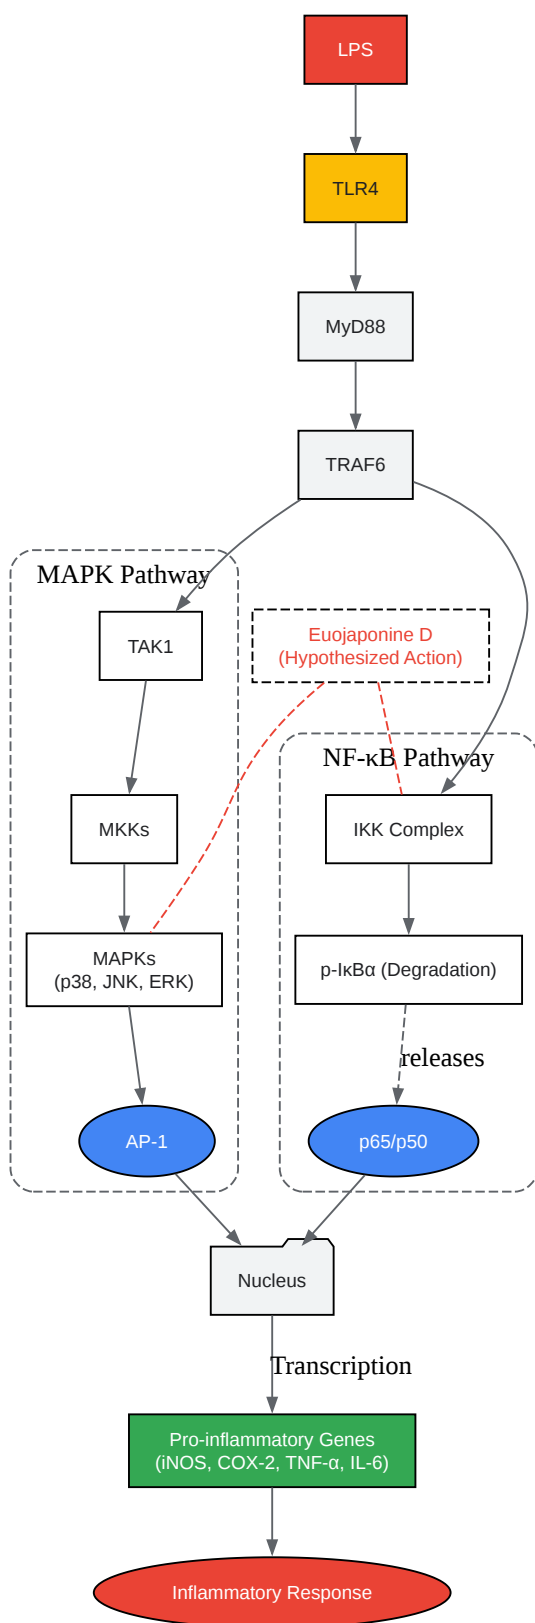 LPS
TLR4
MyD88
TRAF6
MAPK Pathway
TAK1
Euojaponine D
(Hypothesized Action)
NF-κB Pathway
MKKs
IKK Complex
MAPKs
(p38, JNK, ERK)
p-IκBα (Degradation)
releases
AP-1
p65/p50
Nucleus
Transcription
Pro-inflammatory Genes
(iNOS, COX-2, TNF-α, IL-6)
Inflammatory Response